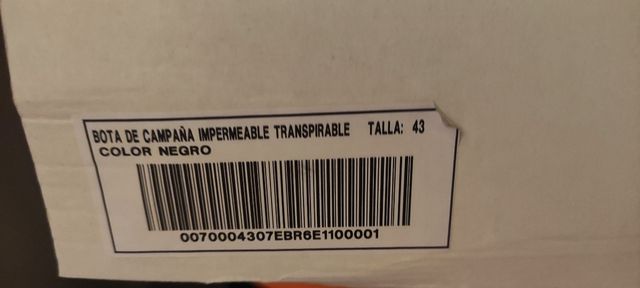 BOTA DE CAMPAÑA IMPERMEABLE TRANSPIRABLE TALLA: 43
COLOR NEGRO
0070004307EBR6E1100001